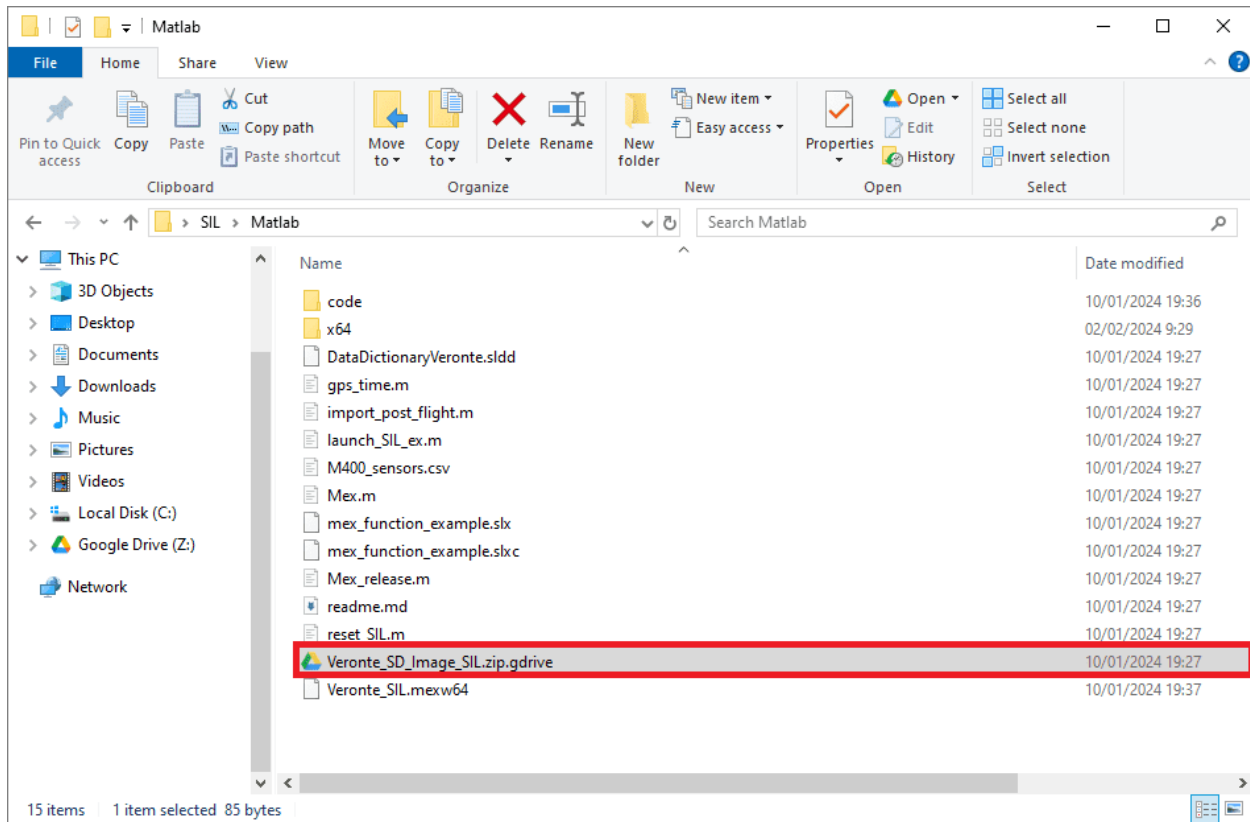 Matlab
File Home Share View
Pin to Quick access
Copy
Paste
Cut
Copy path
Paste shortcut
Clipboard
Move to
Copy to
Delete
Rename
Organize
New folder
New item
Easy access
New
Properties
Open
Edit
History
Open
Select all
Select none
Invert selection
Select
SIL > Matlab
Search Matlab
This PC
3D Objects
Desktop
Documents
Downloads
Music
Pictures
Videos
Local Disk (C:)
Google Drive (Z:)
Network
Name Date modified
code 10/01/2024 19:36
x64 02/02/2024 9:29
DataDictionaryVeronte.sldd 10/01/2024 19:27
gps_time.m 10/01/2024 19:27
import_post_flight.m 10/01/2024 19:27
launch_SIL_ex.m 10/01/2024 19:27
M400_sensors.csv 10/01/2024 19:27
Mex.m 10/01/2024 19:27
mex_function_example.slx 10/01/2024 19:27
mex_function_example.slxc 10/01/2024 19:27
Mex_release.m 10/01/2024 19:27
readme.md 10/01/2024 19:27
reset_SIL.m 10/01/2024 19:27
Veronte_SD_Image_SIL.zip.gdrive 10/01/2024 19:27
Veronte_SIL.mexw64 10/01/2024 19:37
15 items 1 item selected 85 bytes